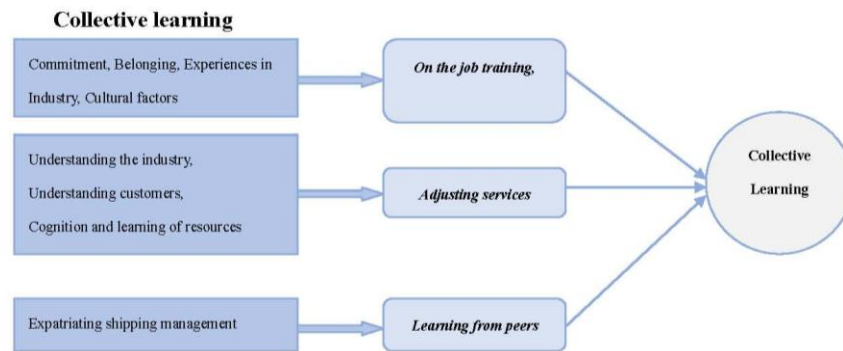 Collective learning
Commitment, Belonging, Experiences in
Industry, Cultural factors
On the job training,
Understanding the industry,
Understanding customers,
Cognition and learning of resources
Adjusting services
Expatriating shipping management
Learning from peers
Collective
Learning